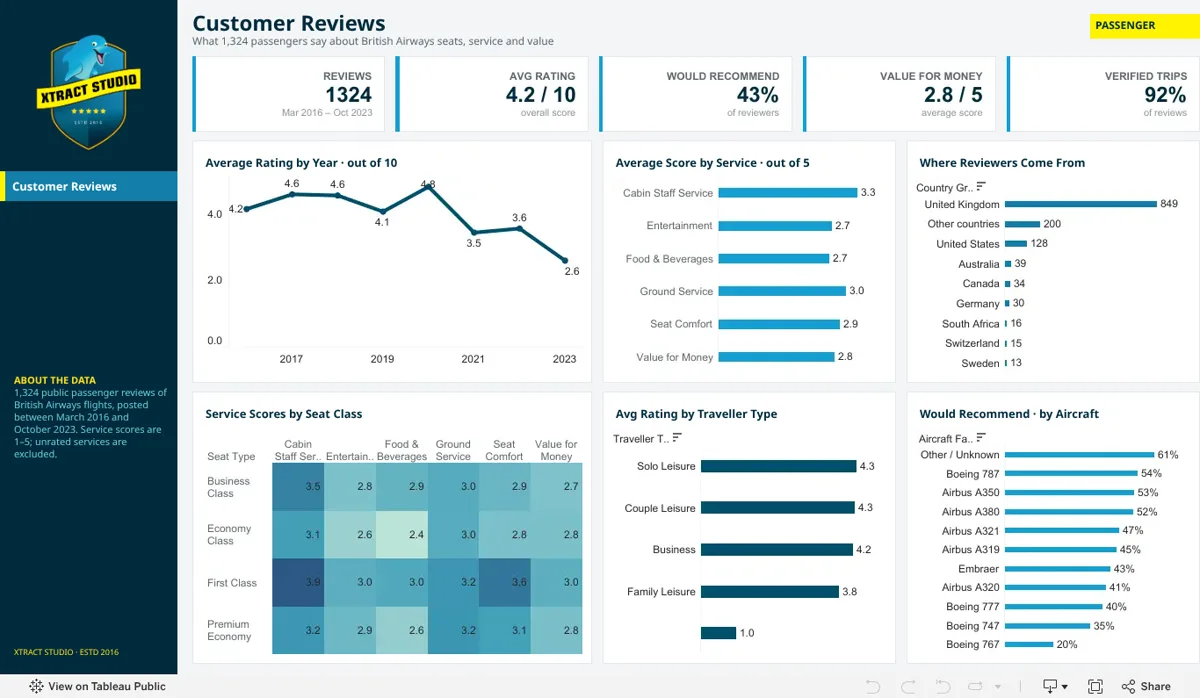 XTRACT STUDIO
ESTD 2016
Customer Reviews
ABOUT THE DATA
1,324 public passenger reviews of
British Airways flights, posted
between March 2016 and
October 2023. Service scores are
1–5; unrated services are
excluded.
XTRACT STUDIO · ESTD 2016
Customer Reviews
What 1,324 passengers say about British Airways seats, service and value
PASSENGER
REVIEWS
1324
Mar 2016 – Oct 2023
AVG RATING
4.2 / 10
overall score
WOULD RECOMMEND
43%
of reviewers
VALUE FOR MONEY
2.8 / 5
average score
VERIFIED TRIPS
92%
of reviews
Average Rating by Year · out of 10
4.0
2.0
0.0
4.2
4.6
4.6
4.1
4.8
3.5
3.6
2.6
2017
2019
2021
2023
Average Score by Service · out of 5
Cabin Staff Service 3.3
Entertainment 2.7
Food & Beverages 2.7
Ground Service 3.0
Seat Comfort 2.9
Value for Money 2.8
Where Reviewers Come From
Country Gr..
United Kingdom 849
Other countries 200
United States 128
Australia 39
Canada 34
Germany 30
South Africa 16
Switzerland 15
Sweden 13
Service Scores by Seat Class
Cabin Food & Ground Seat Value for
Seat Type Staff Ser.. Entertain.. Beverages Service Comfort Money
Business
Class 3.5 2.8 2.9 3.0 2.9 2.7
Economy
Class 3.1 2.6 2.4 3.0 2.8 2.8
First Class 3.9 3.0 3.0 3.2 3.6 3.0
Premium
Economy 3.2 2.9 2.6 3.2 3.1 2.8
Avg Rating by Traveller Type
Traveller T..
Solo Leisure 4.3
Couple Leisure 4.3
Business 4.2
Family Leisure 3.8
1.0
Would Recommend · by Aircraft
Aircraft Fa..
Other / Unknown 61%
Boeing 787 54%
Airbus A350 53%
Airbus A380 52%
Airbus A321 47%
Airbus A319 45%
Embraer 43%
Airbus A320 41%
Boeing 777 40%
Boeing 747 35%
Boeing 767 20%
View on Tableau Public
Share